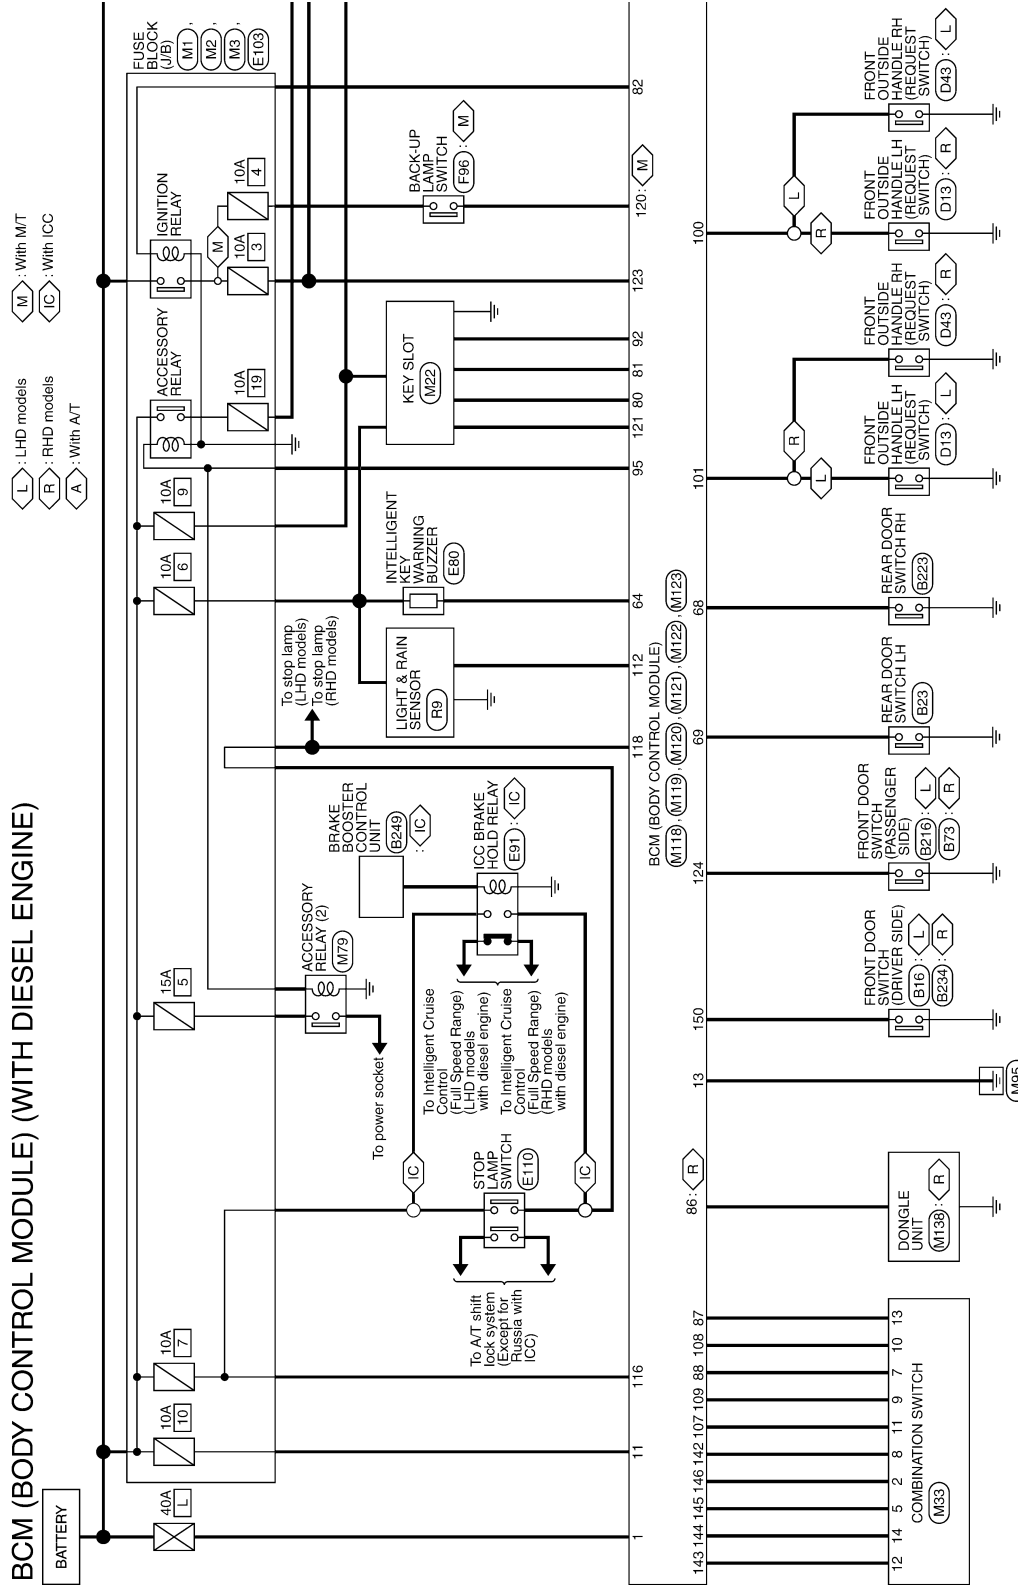 BCM (BODY CONTROL MODULE) (WITH DIESEL ENGINE)
L : LHD models
R : RHD models
A : With A/T
M : With M/T
IC : With ICC
BATTERY
FUSE
BLOCK
(J/B)
M1 ,
M2 ,
M3 ,
E103
40A
L
10A
10
10A
7
15A
5
10A
6
10A
9
ACCESSORY
RELAY
10A
19
IGNITION
RELAY
M
10A
3
10A
4
ACCESSORY
RELAY (2)
M79
To power socket
BRAKE
BOOSTER
CONTROL
UNIT
B249
: IC
ICC BRAKE
HOLD RELAY
E91 : IC
To Intelligent Cruise
Control
(Full Speed Range)
(LHD models
with diesel engine)
To Intelligent Cruise
Control
(Full Speed Range)
(RHD models
with diesel engine)
IC
IC
STOP
LAMP
SWITCH
E110
To A/T shift
lock system
(Except for
Russia with
ICC)
To stop lamp
(LHD models)
To stop lamp
(RHD models)
LIGHT & RAIN
SENSOR
R9
INTELLIGENT
KEY
WARNING
BUZZER
E80
KEY SLOT
M22
BACK-UP
LAMP
SWITCH
F96 : M
1
11
116
118
112
64
95
121
80
81
92
123
120 : M
82
BCM (BODY CONTROL MODULE)
M118 , M119 , M120 , M121 , M122 , M123
143
144
145
146
142
107
109
88
108
87
86 : R
13
150
124
69
68
101
100
12
14
5
2
8
11
9
7
10
13
COMBINATION SWITCH
M33
DONGLE
UNIT
M138 : R
M95
FRONT DOOR
SWITCH
(DRIVER SIDE)
B16 : L
B234 : R
FRONT DOOR
SWITCH
(PASSENGER
SIDE)
B216 : L
B73 : R
REAR DOOR
SWITCH LH
B23
REAR DOOR
SWITCH RH
B223
L
R
FRONT
OUTSIDE
HANDLE LH
(REQUEST
SWITCH)
D13 : L
FRONT
OUTSIDE
HANDLE RH
(REQUEST
SWITCH)
D43 : R
R
L
FRONT
OUTSIDE
HANDLE LH
(REQUEST
SWITCH)
D13 : R
FRONT
OUTSIDE
HANDLE RH
(REQUEST
SWITCH)
D43 : L